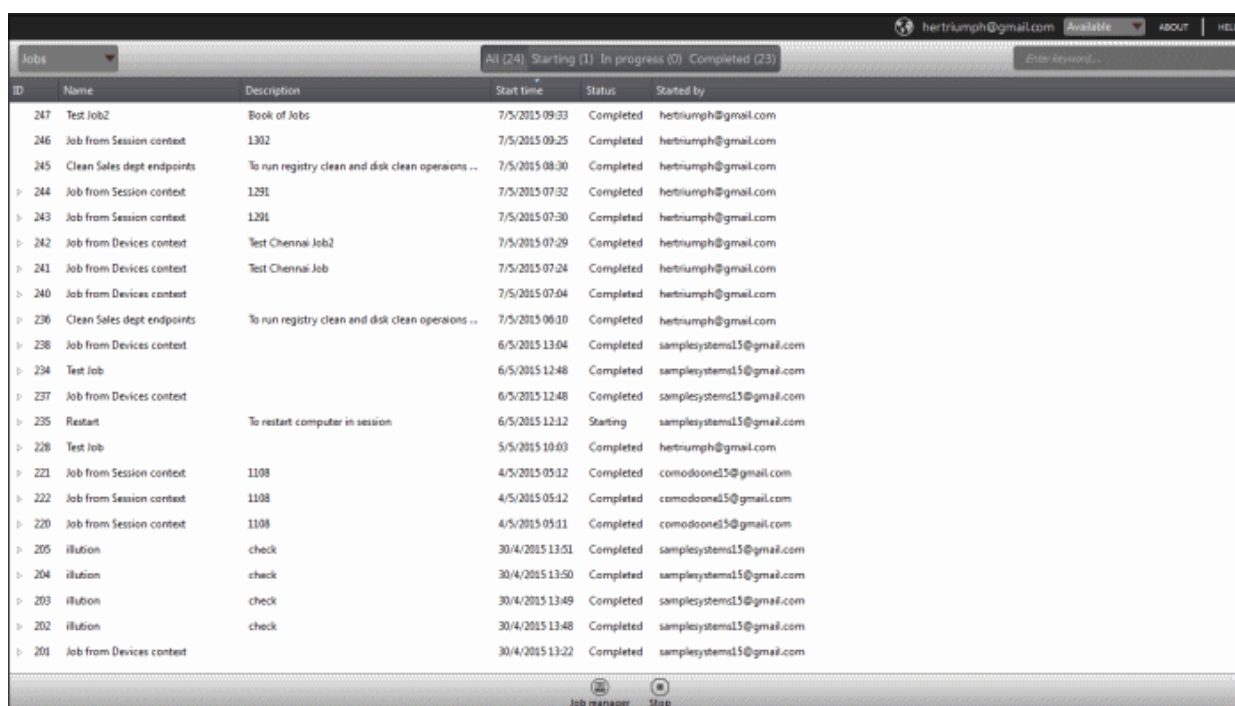 hertriumph@gmail.com Available ABOUT HEL
Jobs All (24) Starting (1) In progress (0) Completed (23) Enter keyword...
ID Name Description Start time Status Started by
247 Test Job2 Book of Jobs 7/5/2015 09:33 Completed hertriumph@gmail.com
246 Job from Session context 1302 7/5/2015 09:25 Completed hertriumph@gmail.com
245 Clean Sales dept endpoints To run registry clean and disk clean operaions ... 7/5/2015 08:30 Completed hertriumph@gmail.com
244 Job from Session context 1291 7/5/2015 07:32 Completed hertriumph@gmail.com
243 Job from Session context 1291 7/5/2015 07:30 Completed hertriumph@gmail.com
242 Job from Devices context Test Chennai Job2 7/5/2015 07:29 Completed hertriumph@gmail.com
241 Job from Devices context Test Chennai Job 7/5/2015 07:24 Completed hertriumph@gmail.com
240 Job from Devices context 7/5/2015 07:04 Completed hertriumph@gmail.com
236 Clean Sales dept endpoints To run registry clean and disk clean operaions ... 7/5/2015 06:10 Completed hertriumph@gmail.com
238 Job from Devices context 6/5/2015 13:04 Completed samplesystems15@gmail.com
234 Test Job 6/5/2015 12:48 Completed samplesystems15@gmail.com
237 Job from Devices context 6/5/2015 12:48 Completed samplesystems15@gmail.com
235 Restart To restart computer in session 6/5/2015 12:12 Starting samplesystems15@gmail.com
228 Test Job 5/5/2015 10:03 Completed hertriumph@gmail.com
221 Job from Session context 1108 4/5/2015 05:12 Completed comodoone15@gmail.com
222 Job from Session context 1108 4/5/2015 05:12 Completed comodoone15@gmail.com
220 Job from Session context 1108 4/5/2015 05:11 Completed comodoone15@gmail.com
205 illution check 30/4/2015 13:51 Completed samplesystems15@gmail.com
204 illution check 30/4/2015 13:50 Completed samplesystems15@gmail.com
203 illution check 30/4/2015 13:49 Completed samplesystems15@gmail.com
202 illution check 30/4/2015 13:48 Completed samplesystems15@gmail.com
201 Job from Devices context 30/4/2015 13:22 Completed samplesystems15@gmail.com
Job manager Stop